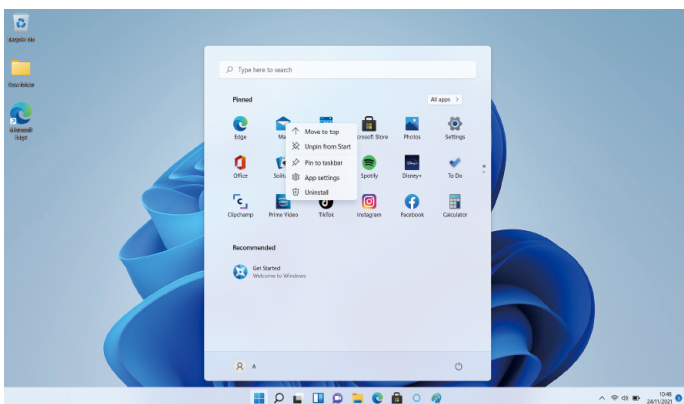 Type here to search
Pinned
All apps >
Edge
Move to top
Photos
Settings
Unpin from Start
Office
Pin to taskbar
Spotify
Disney+
To Do
App settings
Uninstall
Clipchamp
Prime Video
TikTok
Instagram
Facebook
Calculator
Recommended
Get Started
Welcome to Windows
A
10:48
24/11/2021